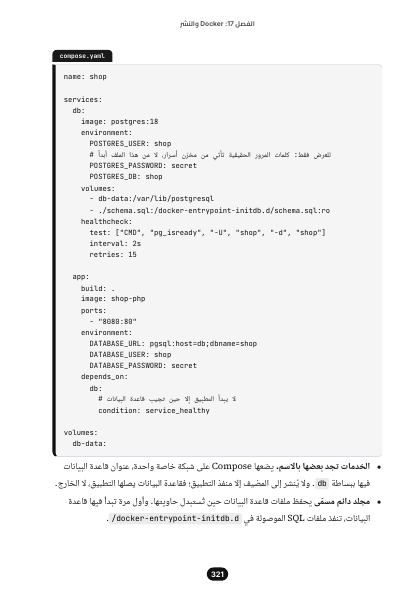 الفصل 17: Docker والنشر
compose.yaml
name: shop

services:
  db:
    image: postgres:18
    environment:
      POSTGRES_USER: shop
      # للعرض فقط: كلمات المرور الحقيقية تأتي من مخزن أسرار، لا من هذا الملف أبداً
      POSTGRES_PASSWORD: secret
      POSTGRES_DB: shop
    volumes:
      - db-data:/var/lib/postgresql
      - ./schema.sql:/docker-entrypoint-initdb.d/schema.sql:ro
    healthcheck:
      test: ["CMD", "pg_isready", "-U", "shop", "-d", "shop"]
      interval: 2s
      retries: 15

  app:
    build: .
    image: shop-php
    ports:
      - "8080:80"
    environment:
      DATABASE_URL: pgsql:host=db;dbname=shop
      DATABASE_USER: shop
      DATABASE_PASSWORD: secret
    depends_on:
      db:
        # لا يبدأ التطبيق إلا حين تجيب قاعدة البيانات
        condition: service_healthy

volumes:
  db-data:
• الخدمات تجد بعضها بالاسم. يضعها Compose على شبكة خاصة واحدة، عنوان قاعدة البيانات
فيها ببساطة db. ولا يُنشر إلى المضيف إلا منفذ التطبيق؛ فقاعدة البيانات يصلها التطبيق، لا الخارج.
• مجلد دائم مسمّى يحفظ ملفات قاعدة البيانات حين تُستبدل حاويتها. وأول مرة تبدأ فيها قاعدة
البيانات، تنفذ ملفات SQL الموصولة في /docker-entrypoint-initdb.d.
321